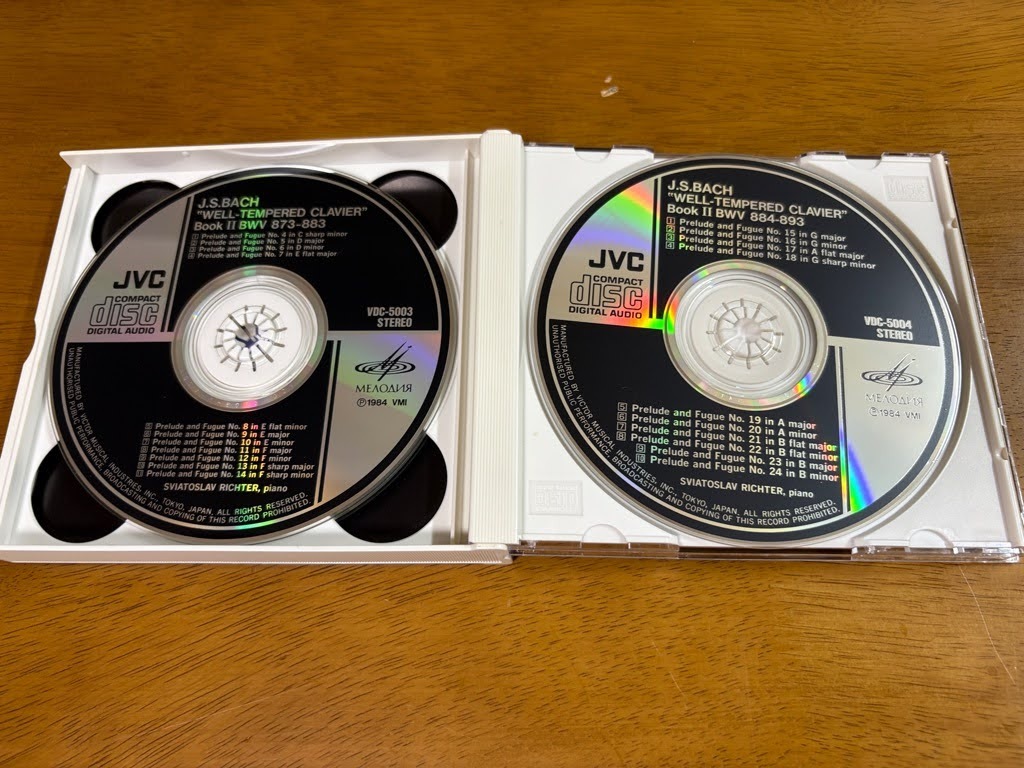 J.S.BACH
"WELL-TEMPERED CLAVIER"
Book II BWV 873-883
1 Prelude and Fugue No. 4 in C sharp minor
2 Prelude and Fugue No. 5 in D major
3 Prelude and Fugue No. 6 in D minor
4 Prelude and Fugue No. 7 in E flat major
JVC
COMPACT
disc
DIGITAL AUDIO
VDC-5003
STEREO
МЕЛОДИЯ
℗1984 VMI
5 Prelude and Fugue No. 8 in E flat minor
6 Prelude and Fugue No. 9 in E major
7 Prelude and Fugue No. 10 in E minor
8 Prelude and Fugue No. 11 in F major
9 Prelude and Fugue No. 12 in F minor
10 Prelude and Fugue No. 13 in F sharp major
11 Prelude and Fugue No. 14 in F sharp minor
SVIATOSLAV RICHTER, piano
MANUFACTURED BY VICTOR MUSICAL INDUSTRIES, INC., TOKYO, JAPAN, ALL RIGHTS RESERVED.
UNAUTHORISED PUBLIC PERFORMANCE, BROADCASTING AND COPYING OF THIS RECORD PROHIBITED.
J.S.BACH
"WELL-TEMPERED CLAVIER"
Book II BWV 884-893
1 Prelude and Fugue No. 15 in G major
2 Prelude and Fugue No. 16 in G minor
3 Prelude and Fugue No. 17 in A flat major
4 Prelude and Fugue No. 18 in G sharp minor
JVC
COMPACT
disc
DIGITAL AUDIO
VDC-5004
STEREO
МЕЛОДИЯ
℗1984 VMI
5 Prelude and Fugue No. 19 in A major
6 Prelude and Fugue No. 20 in A minor
7 Prelude and Fugue No. 21 in B flat major
8 Prelude and Fugue No. 22 in B flat minor
9 Prelude and Fugue No. 23 in B major
10 Prelude and Fugue No. 24 in B minor
SVIATOSLAV RICHTER, piano
MANUFACTURED BY VICTOR MUSICAL INDUSTRIES, INC., TOKYO, JAPAN, ALL RIGHTS RESERVED.
UNAUTHORISED PUBLIC PERFORMANCE, BROADCASTING AND COPYING OF THIS RECORD PROHIBITED.